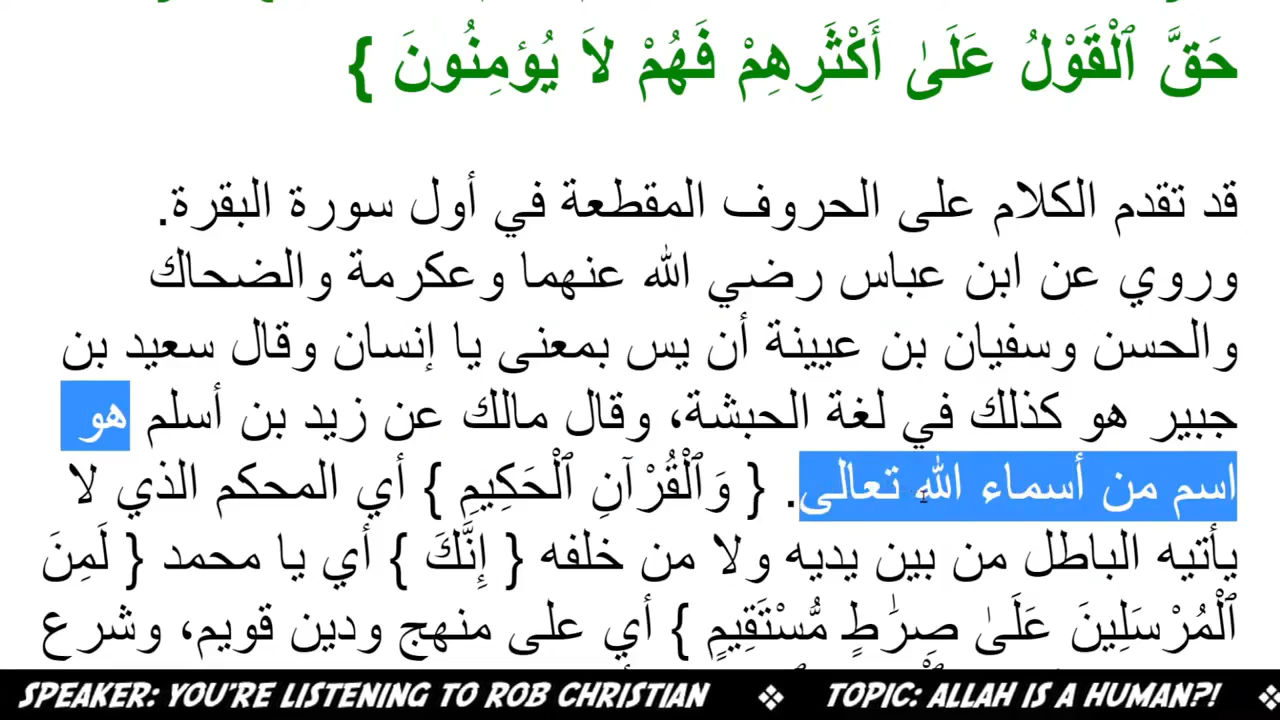 حَقَّ ٱلْقَوْلُ عَلَىٰ أَكْثَرِهِمْ فَهُمْ لاَ يُؤمِنُونَ }
قد تقدم الكلام على الحروف المقطعة في أول سورة البقرة.
وروي عن ابن عباس رضي الله عنهما وعكرمة والضحاك
والحسن وسفيان بن عيينة أن يس بمعنى يا إنسان وقال سعيد بن
جبير هو كذلك في لغة الحبشة، وقال مالك عن زيد بن أسلم هو
اسم من أسماء الله تعالى. { وَٱلْقُرْآنِ ٱلْحَكِيمِ } أي المحكم الذي لا
يأتيه الباطل من بين يديه ولا من خلفه { إِنَّكَ } أي يا محمد { لَمِنَ
ٱلْمُرْسَلِينَ عَلَىٰ صِرَٰطٍ مُّسْتَقِيمٍ } أي على منهج ودين قويم، وشرع
SPEAKER: YOU'RE LISTENING TO ROB CHRISTIAN ❖ TOPIC: ALLAH IS A HUMAN?! ❖